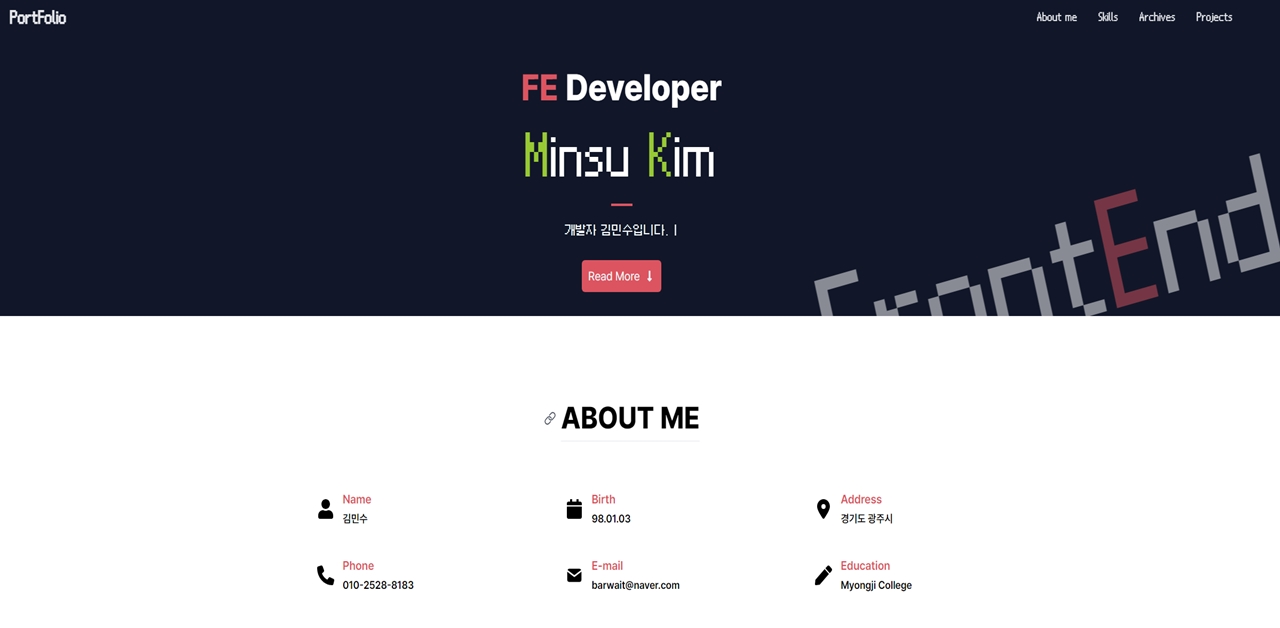 PortFolio
About me Skills Archives Projects
FE Developer
Minsu Kim
개발자 김민수입니다. |
Read More
FrontEnd
ABOUT ME
Name Birth Address
김민수 98.01.03 경기도 광주시
Phone E-mail Education
010-2528-8183 barwait@naver.com Myongji College